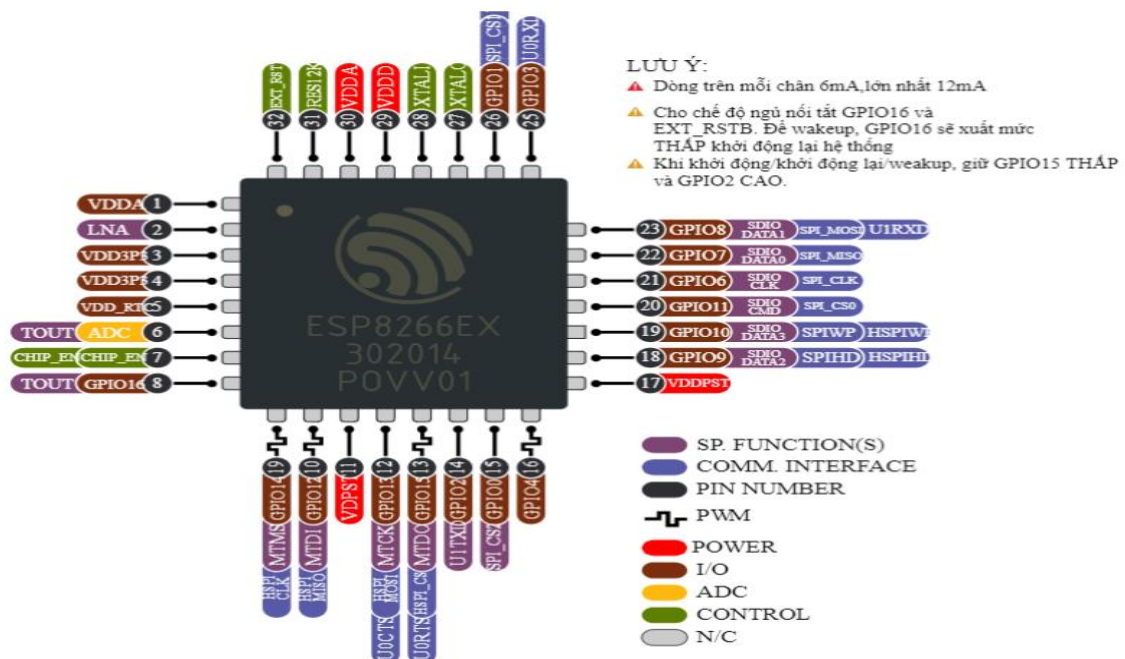 SPI_CS1
U0RXD
GPIO1
GPIO3
EXT_RST
RES12K
VDDA
VDDD
XTALI
XTALO
32
31
30
29
28
27
26
25
LƯU Ý:
Dòng trên mỗi chân 6mA,lớn nhất 12mA
Cho chế độ ngủ nối tắt GPIO16 và
EXT_RSTB. Để wakeup, GPIO16 sẽ xuất mức
THẤP khởi động lại hệ thống
Khi khởi động/khởi động lại/weakup, giữ GPIO15 THẤP
và GPIO2 CAO.
VDDA 1
LNA 2
VDD3P3 3
VDD3P3 4
VDD_RTC 5
TOUT ADC 6
CHIP_EN CHIP_EN 7
TOUT GPIO16 8
ESP8266EX
302014
POVV01
23 GPIO8 SDIO DATA1 SPI_MOSI U1RXD
22 GPIO7 SDIO DATA0 SPI_MISO
21 GPIO6 SDIO CLK SPI_CLK
20 GPIO11 SDIO CMD SPI_CS0
19 GPIO10 SDIO DATA3 SPIWP HSPIWP
18 GPIO9 SDIO DATA2 SPIHD HSPIHD
17 VDDPST
HSPI CLK MTMS GPIO14 19
HSPI MISO MTDI GPIO12 10
VDPST 11
U0CTS HSPI MOSI MTCK GPIO13 12
U0RTS HSPI_CS MTDO GPIO15 13
U1TXD GPIO2 14
SPI_CS2 GPIO0 15
GPIO4 16
SP. FUNCTION(S)
COMM. INTERFACE
PIN NUMBER
PWM
POWER
I/O
ADC
CONTROL
N/C